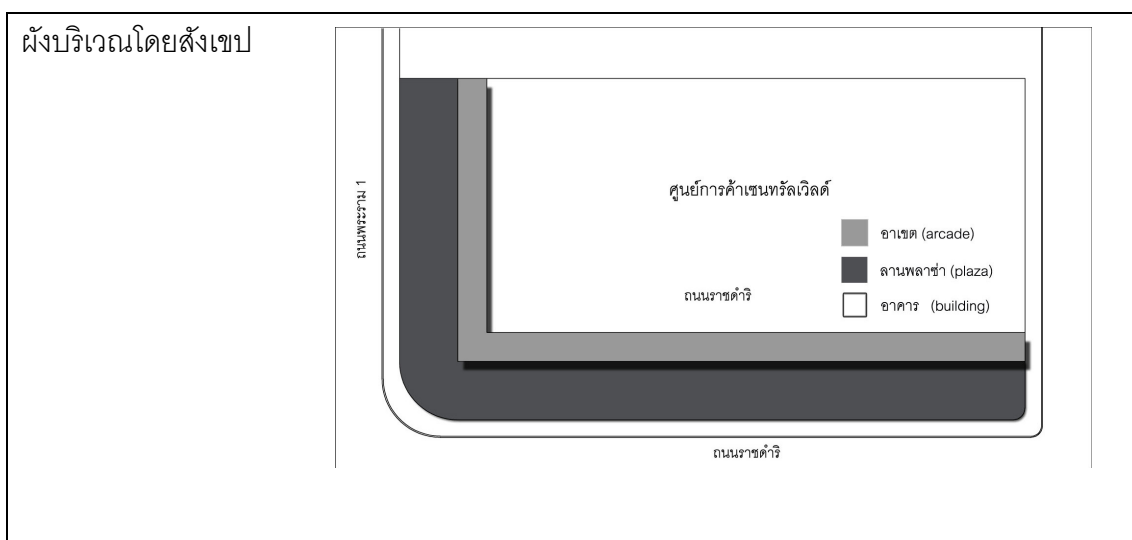 ผังบริเวณโดยสังเขป
ถนนพระราม 1
ศูนย์การค้าเซนทรัลเวิลด์
อาเขต (arcade)
ลานพลาซ่า (plaza)
ถนนราชดำริ
อาคาร (building)
ถนนราชดำริ